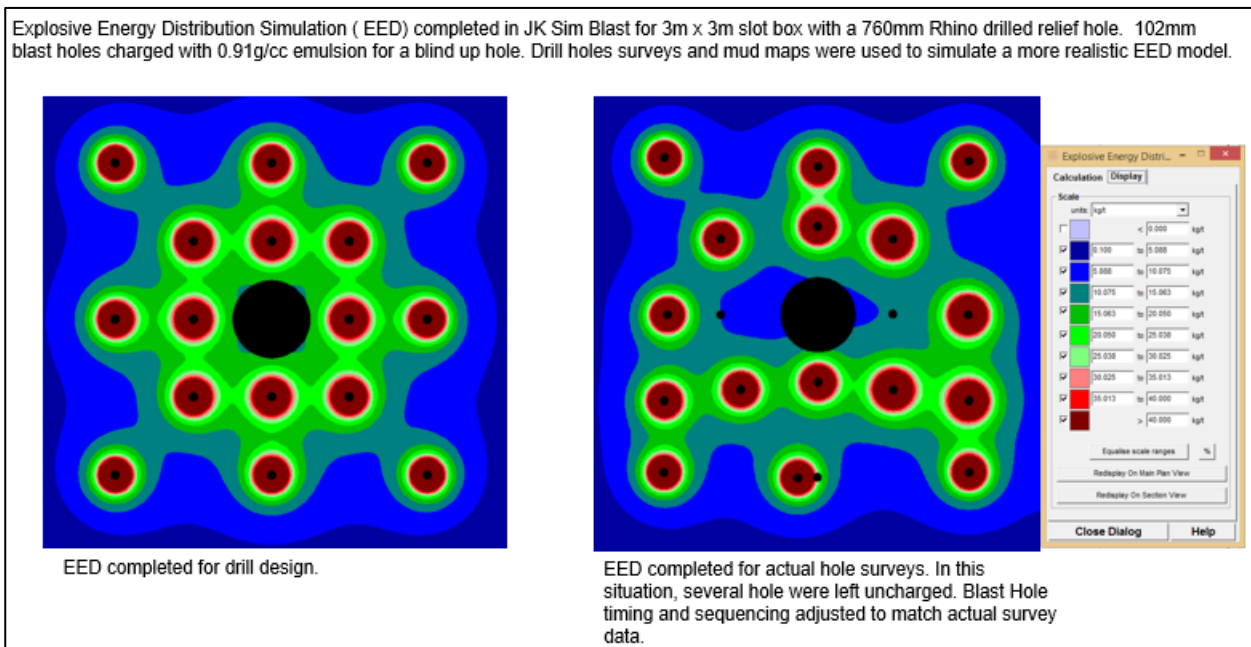 Explosive Energy Distribution Simulation ( EED) completed in JK Sim Blast for 3m x 3m slot box with a 760mm Rhino drilled relief hole.  102mm
blast holes charged with 0.91g/cc emulsion for a blind up hole. Drill holes surveys and mud maps were used to simulate a more realistic EED model.
EED completed for drill design.
EED completed for actual hole surveys. In this
situation, several hole were left uncharged. Blast Hole
timing and sequencing adjusted to match actual survey
data.
Explosive Energy Distri...
Calculation Display
Scale
units: kg/t
< 0.000 kg/t
0.100 to 5.088 kg/t
5.088 to 10.075 kg/t
10.075 to 15.063 kg/t
15.063 to 20.050 kg/t
20.050 to 25.038 kg/t
25.038 to 30.025 kg/t
30.025 to 35.013 kg/t
35.013 to 40.000 kg/t
> 40.000 kg/t
Equalise scale ranges %
Redisplay On Main Plan View
Redisplay On Section View
Close Dialog Help